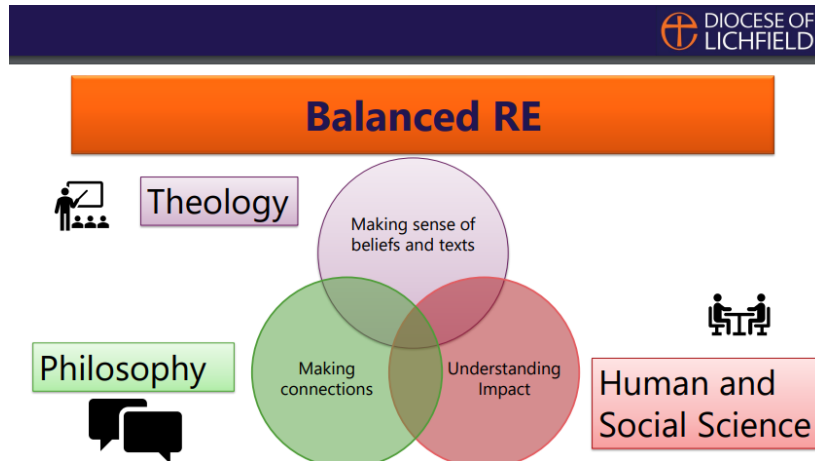 DIOCESE OF
LICHFIELD
Balanced RE
Theology
Making sense of
beliefs and texts
Philosophy
Making
connections
Understanding
Impact
Human and
Social Science